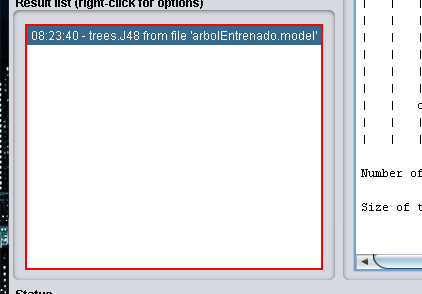 Result list (right-click for options)
08:23:40 - trees.J48 from file 'arbolEntrenado.model'
| |
| |
| |
| |
| |
| |
| | c
| |
| |
Number of
Size of t
Status